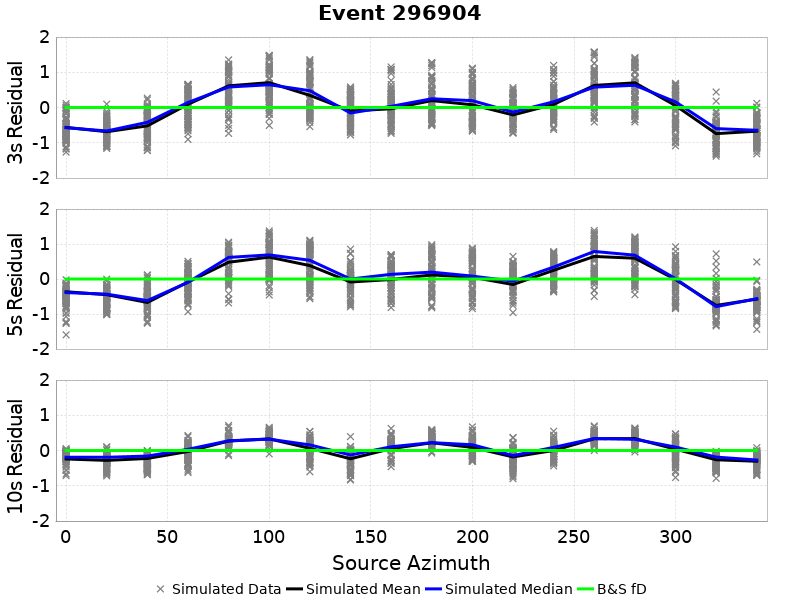 Event 296904
3s Residual
2
1
0
-1
-2
5s Residual
2
1
0
-1
-2
10s Residual
2
1
0
-1
-2
0 50 100 150 200 250 300
Source Azimuth
Simulated Data Simulated Mean Simulated Median B&S fD